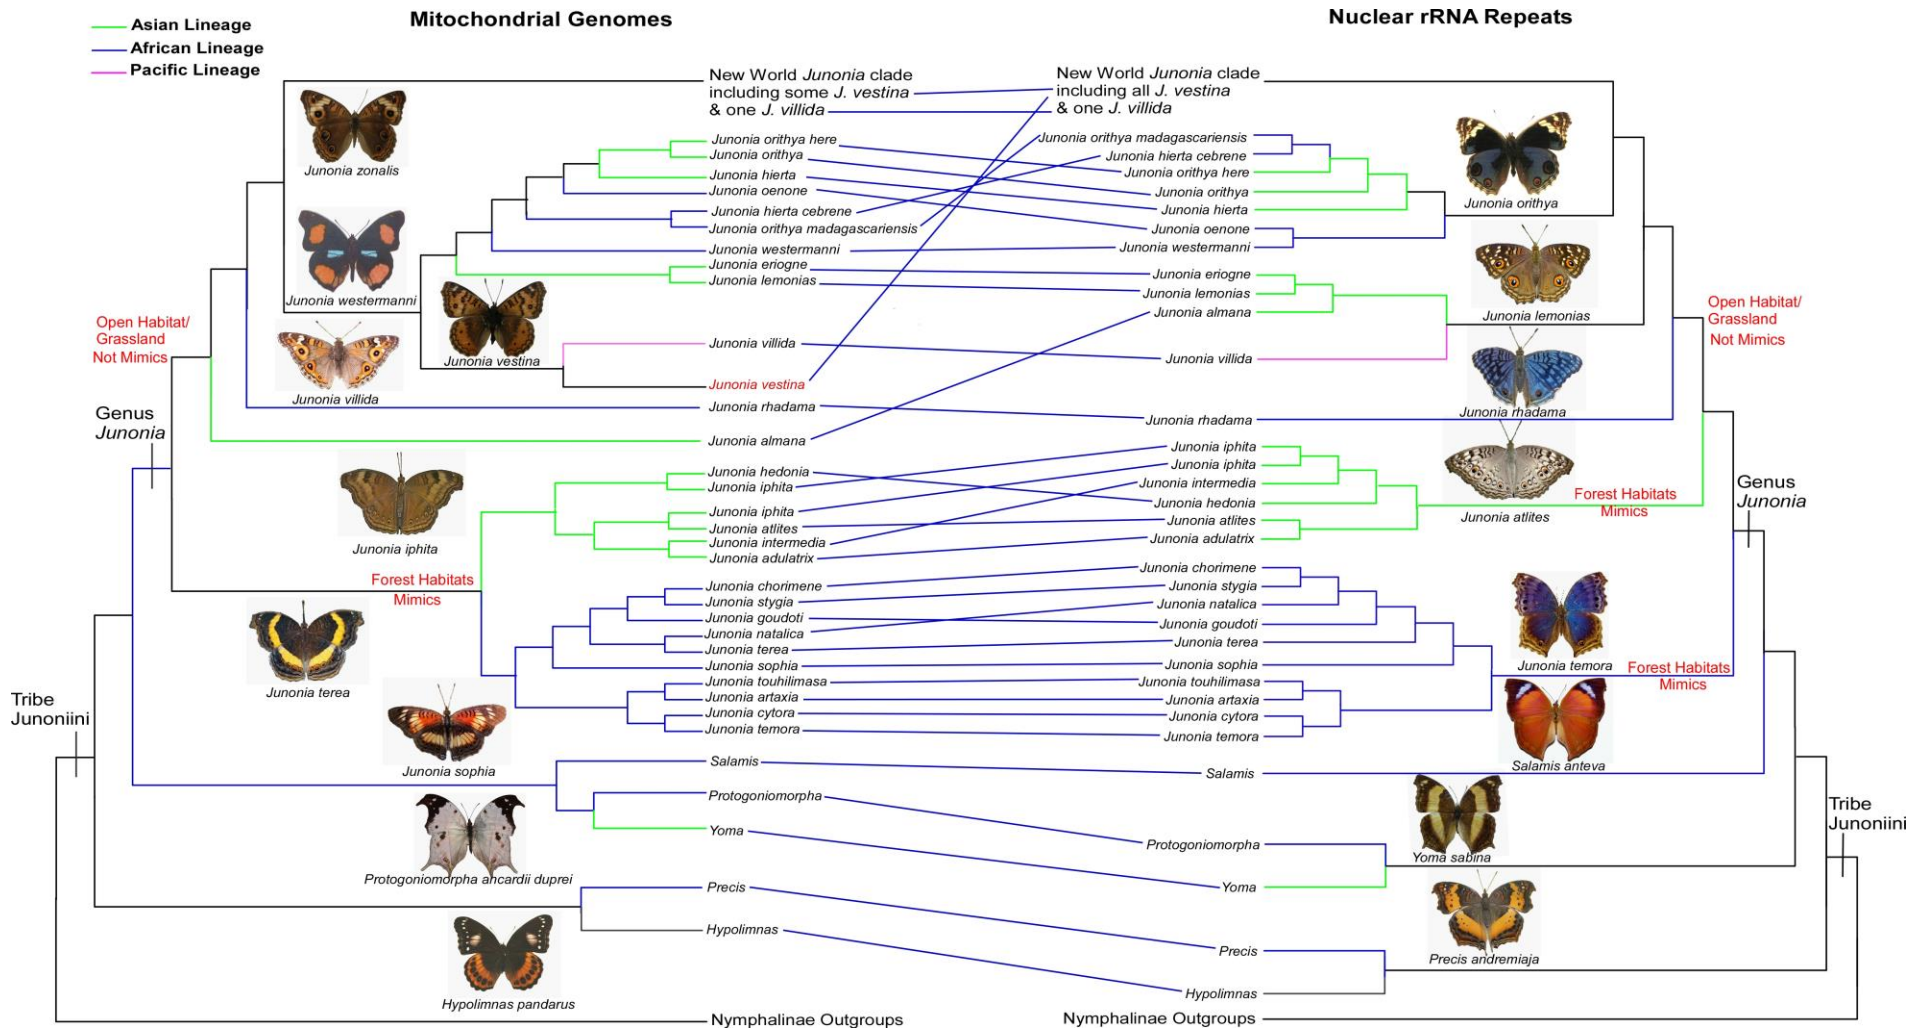 Mitochondrial Genomes
Nuclear rRNA Repeats
Asian Lineage
African Lineage
Pacific Lineage
New World Junonia clade
including some J. vestina
& one J. villida
Junonia orithya here
Junonia orithya
Junonia hierta
Junonia oenone
Junonia hierta cebrene
Junonia orithya madagascariensis
Junonia westermanni
Junonia eriogne
Junonia lemonias
Junonia villida
Junonia vestina
Junonia rhadama
Junonia almana
Junonia hedonia
Junonia iphita
Junonia iphita
Junonia atlites
Junonia intermedia
Junonia adulatrix
Junonia chorimene
Junonia stygia
Junonia goudoti
Junonia natalica
Junonia terea
Junonia sophia
Junonia touhilimasa
Junonia artaxia
Junonia cytora
Junonia temora
Salamis
Protogoniomorpha
Yoma
Precis
Hypolimnas
Nymphalinae Outgroups
Junonia zonalis
Junonia westermanni
Junonia vestina
Junonia villida
Open Habitat/
Grassland
Not Mimics
Genus
Junonia
Junonia iphita
Forest Habitats
Mimics
Junonia terea
Junonia sophia
Tribe
Junoniini
Protogoniomorpha ancardii duprei
Hypolimnas pandarus
New World Junonia clade
including all J. vestina
& one J. villida
Junonia orithya madagascariensis
Junonia hierta cebrene
Junonia orithya here
Junonia orithya
Junonia hierta
Junonia oenone
Junonia westermanni
Junonia eriogne
Junonia lemonias
Junonia almana
Junonia villida
Junonia rhadama
Junonia iphita
Junonia iphita
Junonia intermedia
Junonia hedonia
Junonia atlites
Junonia adulatrix
Junonia chorimene
Junonia stygia
Junonia natalica
Junonia goudoti
Junonia terea
Junonia sophia
Junonia touhilimasa
Junonia artaxia
Junonia cytora
Junonia temora
Salamis
Protogoniomorpha
Yoma
Precis
Hypolimnas
Nymphalinae Outgroups
Junonia orithya
Junonia lemonias
Open Habitat/
Grassland
Not Mimics
Junonia rhadama
Junonia atlites
Forest Habitats
Mimics
Genus
Junonia
Junonia temora
Forest Habitats
Mimics
Salamis anteva
Yoma sabina
Tribe
Junoniini
Precis andremiaja